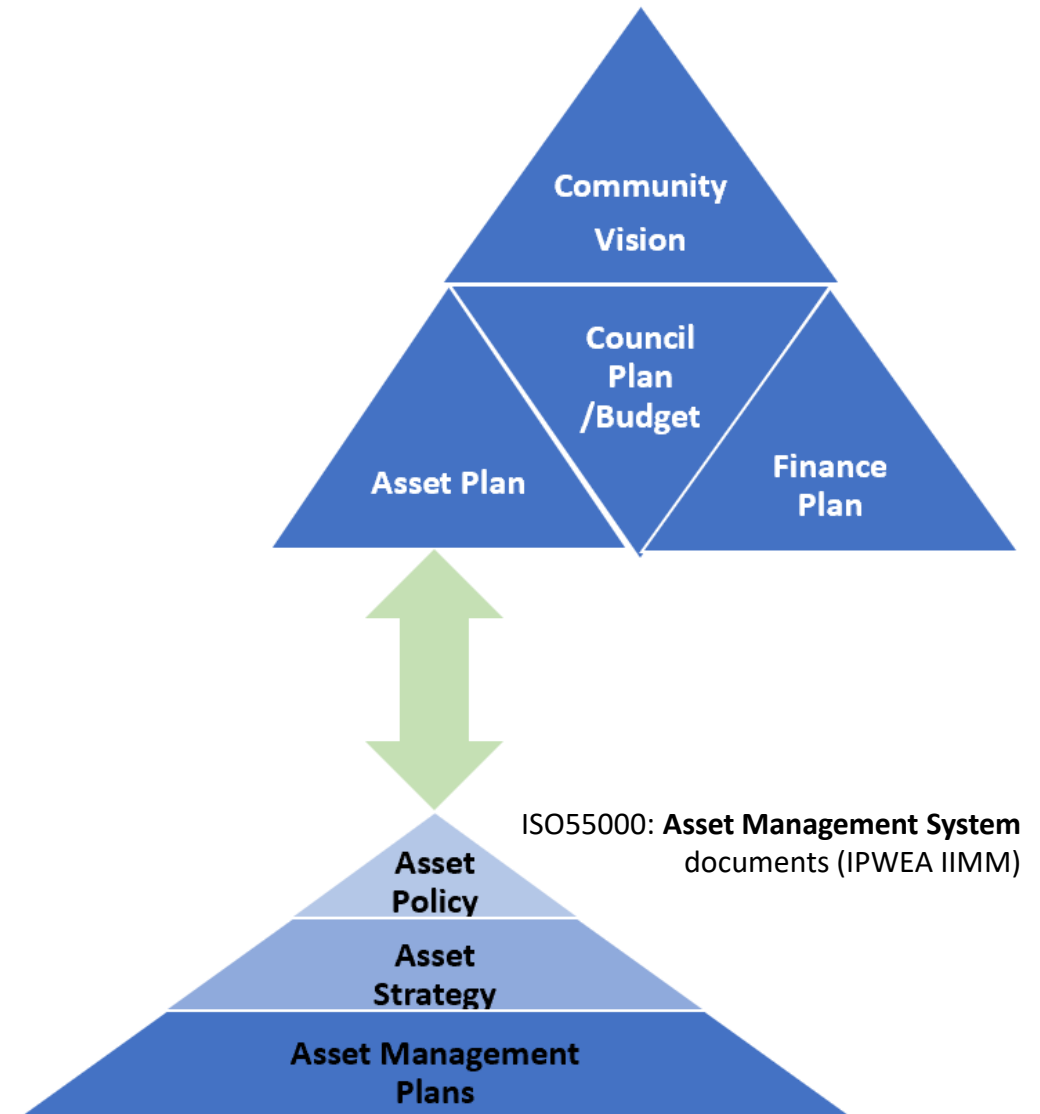 Community
Vision
Council
Plan
/Budget
Asset Plan
Finance
Plan
ISO55000: Asset Management System
documents (IPWEA IIMM)
Asset
Policy
Asset
Strategy
Asset Management
Plans